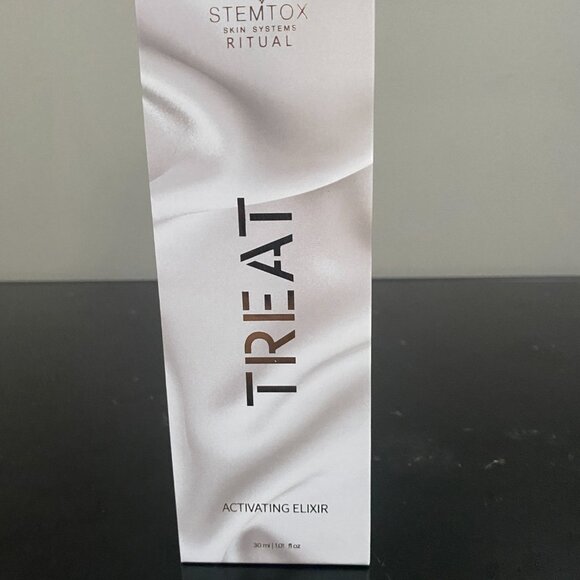 STEMTOX
SKIN SYSTEMS
RITUAL
TREAT
ACTIVATING ELIXIR
30 ml | 1.01 fl oz